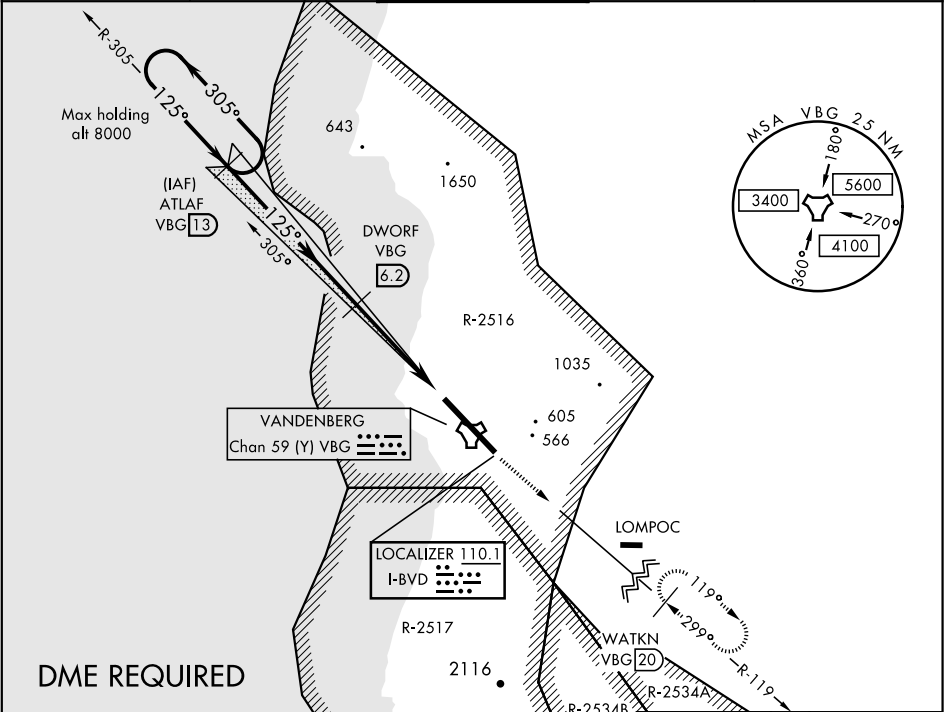 R-305
305°
125°
Max holding
alt 8000
(IAF)
ATLAF
VBG 13
125°
305°
643
1650
DWORF
VBG
6.2
MSA VBG 25 NM
180°
3400
5600
270°
4100
360°
R-2516
1035
605
566
VANDENBERG
Chan 59 (Y) VBG
LOCALIZER 110.1
I-BVD
LOMPOC
119°
299°
R-119
WATKN
VBG 20
R-2517
2116
R-2534A
R-2534B
DME REQUIRED